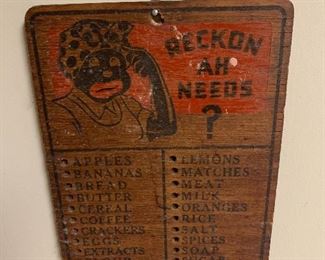 RECKON
AH
NEEDS
?
APPLES
BANANAS
BREAD
BUTTER
CEREAL
COFFEE
CRACKERS
EGGS
EXTRACTS
LEMONS
MATCHES
MEAT
MILK
ORANGES
RICE
SALT
SPICES
SOAP